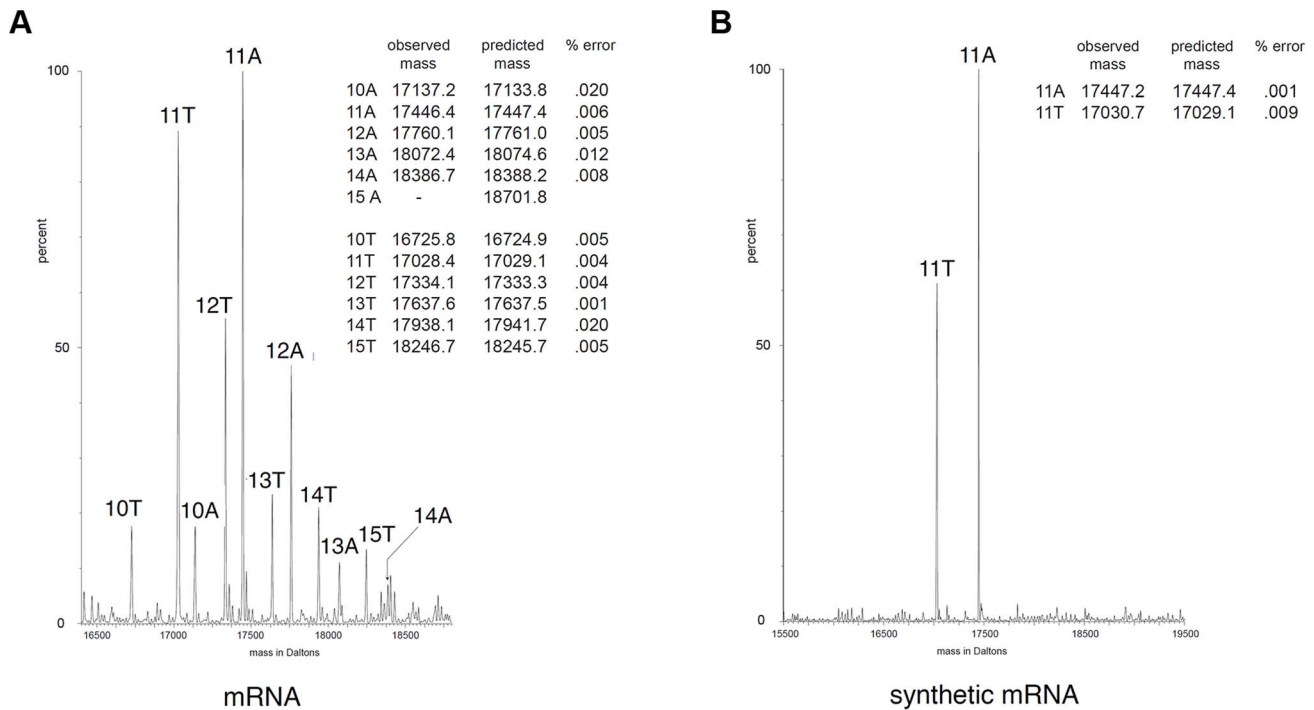 A
observed predicted % error
mass mass
10A 17137.2 17133.8 .020
11A 17446.4 17447.4 .006
12A 17760.1 17761.0 .005
13A 18072.4 18074.6 .012
14A 18386.7 18388.2 .008
15 A - 18701.8
10T 16725.8 16724.9 .005
11T 17028.4 17029.1 .004
12T 17334.1 17333.3 .004
13T 17637.6 17637.5 .001
14T 17938.1 17941.7 .020
15T 18246.7 18245.7 .005
11A
100
11T
percent
12T
12A
50
13T
14T
10T
10A
14A
13A
15T
0
16500 17000 17500 18000 18500
mass in Daltons
mRNA
B
observed predicted % error
mass mass
11A 17447.2 17447.4 .001
11T 17030.7 17029.1 .009
11A
100
percent
11T
50
0
15500 16500 17500 18500 19500
mass in Daltons
synthetic mRNA